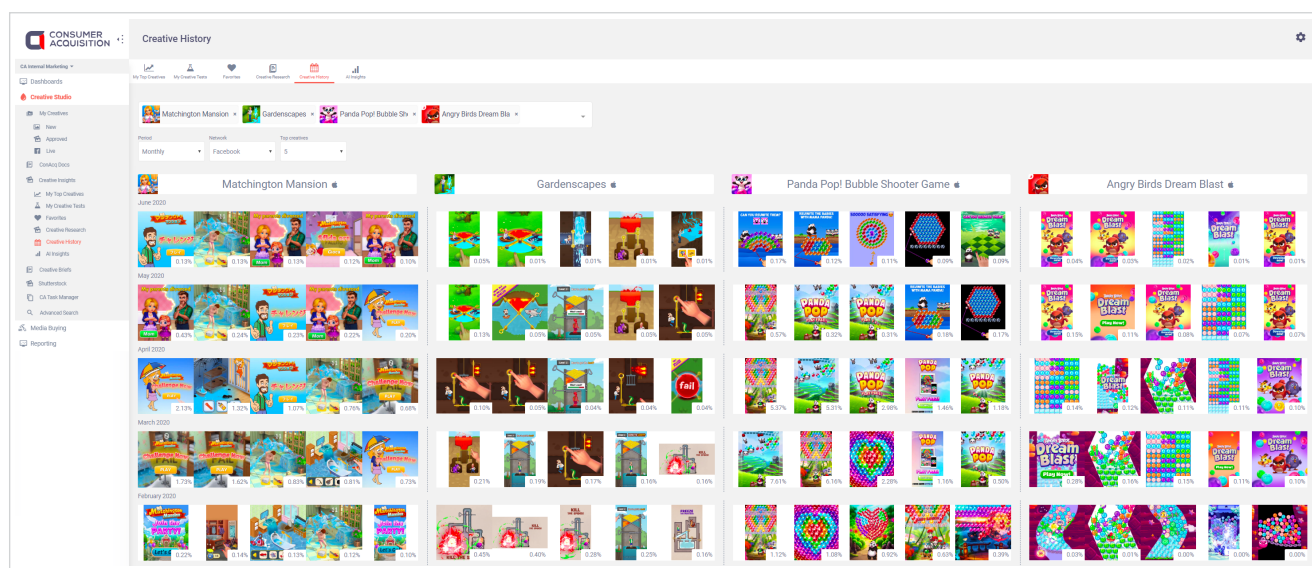 CONSUMER
ACQUISITION
Creative History
CA Internal Marketing
Dashboards
Creative Studio
My Creatives
New
Approved
Live
ConAcq Docs
Creative Insights
My Top Creatives
My Creative Tests
Favorites
Creative Research
Creative History
AI Insights
Creative Briefs
Shutterstock
CA Task Manager
Advanced Search
Media Buying
Reporting
My Top Creatives My Creative Tests Favorites Creative Research Creative History AI Insights
Matchington Mansion × Gardenscapes × Panda Pop! Bubble Sh × Angry Birds Dream Bla ×
Period Network Top creatives
Monthly Facebook 5
Matchington Mansion Gardenscapes Panda Pop! Bubble Shooter Game Angry Birds Dream Blast
June 2020
0.13% 0.13% 0.13% 0.12% 0.10% 0.05% 0.01% 0.01% 0.01% 0.01% 0.17% 0.12% 0.11% 0.09% 0.09% 0.04% 0.03% 0.02% 0.01% 0.01%
May 2020
0.43% 0.24% 0.23% 0.22% 0.20% 0.13% 0.05% 0.05% 0.05% 0.05% 0.57% 0.32% 0.31% 0.18% 0.17% 0.15% 0.11% 0.08% 0.07% 0.07%
April 2020
2.13% 1.32% 1.07% 0.76% 0.68% 0.10% 0.05% 0.04% 0.04% 0.04% 5.37% 5.31% 2.98% 1.46% 1.18% 0.14% 0.12% 0.11% 0.11% 0.10%
March 2020
1.73% 1.62% 0.83% 0.81% 0.73% 0.21% 0.19% 0.17% 0.16% 0.16% 7.61% 6.16% 2.28% 1.16% 0.50% 0.28% 0.16% 0.15% 0.11% 0.10%
February 2020
0.22% 0.14% 0.13% 0.12% 0.10% 0.45% 0.40% 0.28% 0.25% 0.16% 1.12% 1.08% 0.92% 0.63% 0.39% 0.03% 0.01% 0.00% 0.00% 0.00%